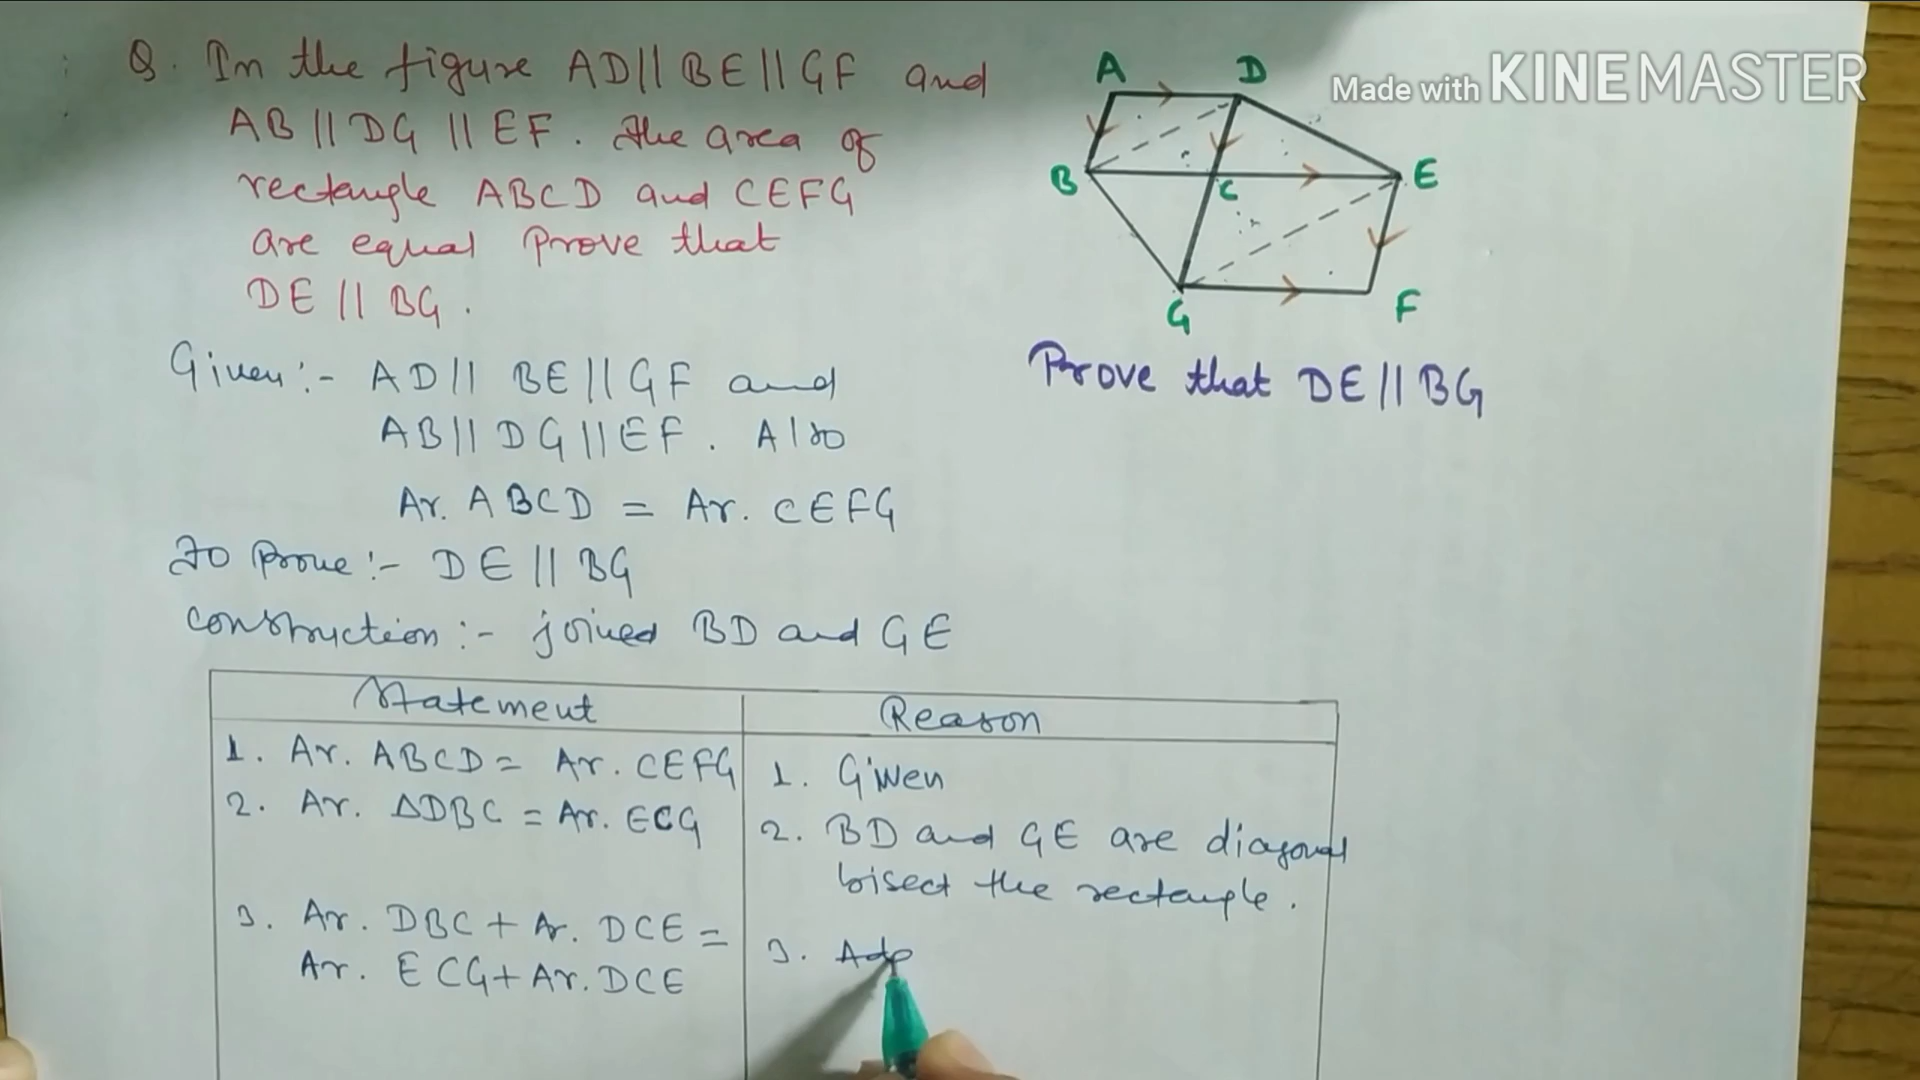 Q. In the figure AD∥BE∥GF and
AB∥DG∥EF. The area of
rectangle ABCD and CEFG
are equal Prove that
DE∥BG.
A D
B C E
G F
Made with KINEMASTER
Prove that DE∥BG
Given:- AD∥BE∥GF and
AB∥DG∥EF. Also
Ar. ABCD = Ar. CEFG
To prove:- DE∥BG
Construction:- joined BD and GE
Statement
1. Ar. ABCD = Ar. CEFG
2. Ar. ΔDBC = Ar. ECG
3. Ar. DBC + Ar. DCE =
Ar. ECG + Ar. DCE
Reason
1. Given
2. BD and GE are diagonal
bisect the rectangle.
3.